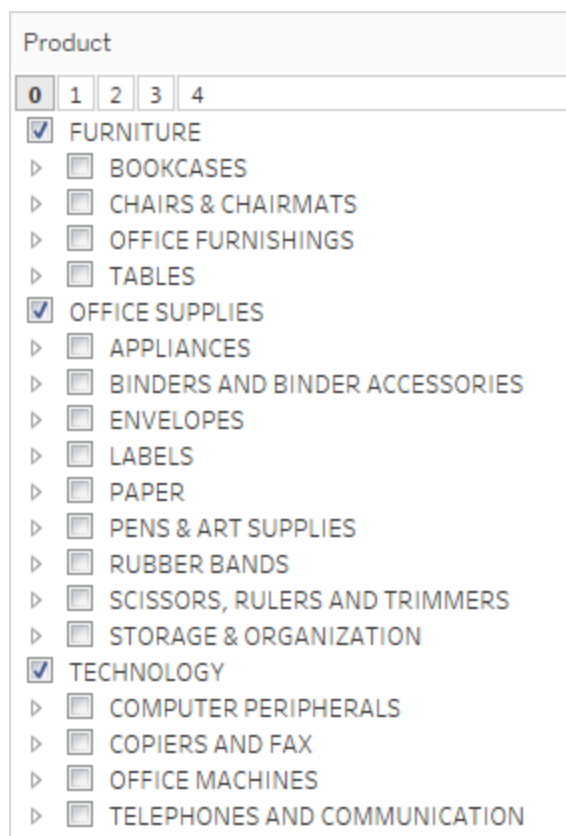 Product
0 1 2 3 4
FURNITURE
BOOKCASES
CHAIRS & CHAIRMATS
OFFICE FURNISHINGS
TABLES
OFFICE SUPPLIES
APPLIANCES
BINDERS AND BINDER ACCESSORIES
ENVELOPES
LABELS
PAPER
PENS & ART SUPPLIES
RUBBER BANDS
SCISSORS, RULERS AND TRIMMERS
STORAGE & ORGANIZATION
TECHNOLOGY
COMPUTER PERIPHERALS
COPIERS AND FAX
OFFICE MACHINES
TELEPHONES AND COMMUNICATION